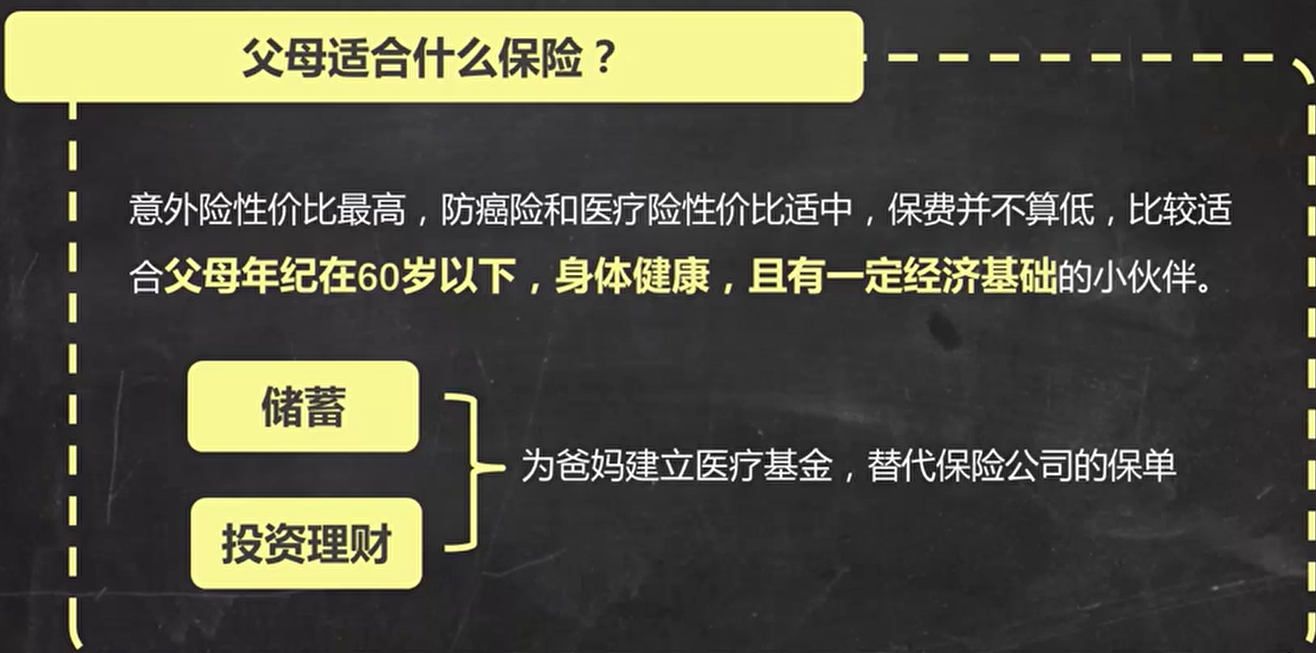 父母适合什么保险？
意外险性价比最高，防癌险和医疗险性价比适中，保费并不算低，比较适
合父母年纪在60岁以下，身体健康，且有一定经济基础的小伙伴。
储蓄
为爸妈建立医疗基金，替代保险公司的保单
投资理财